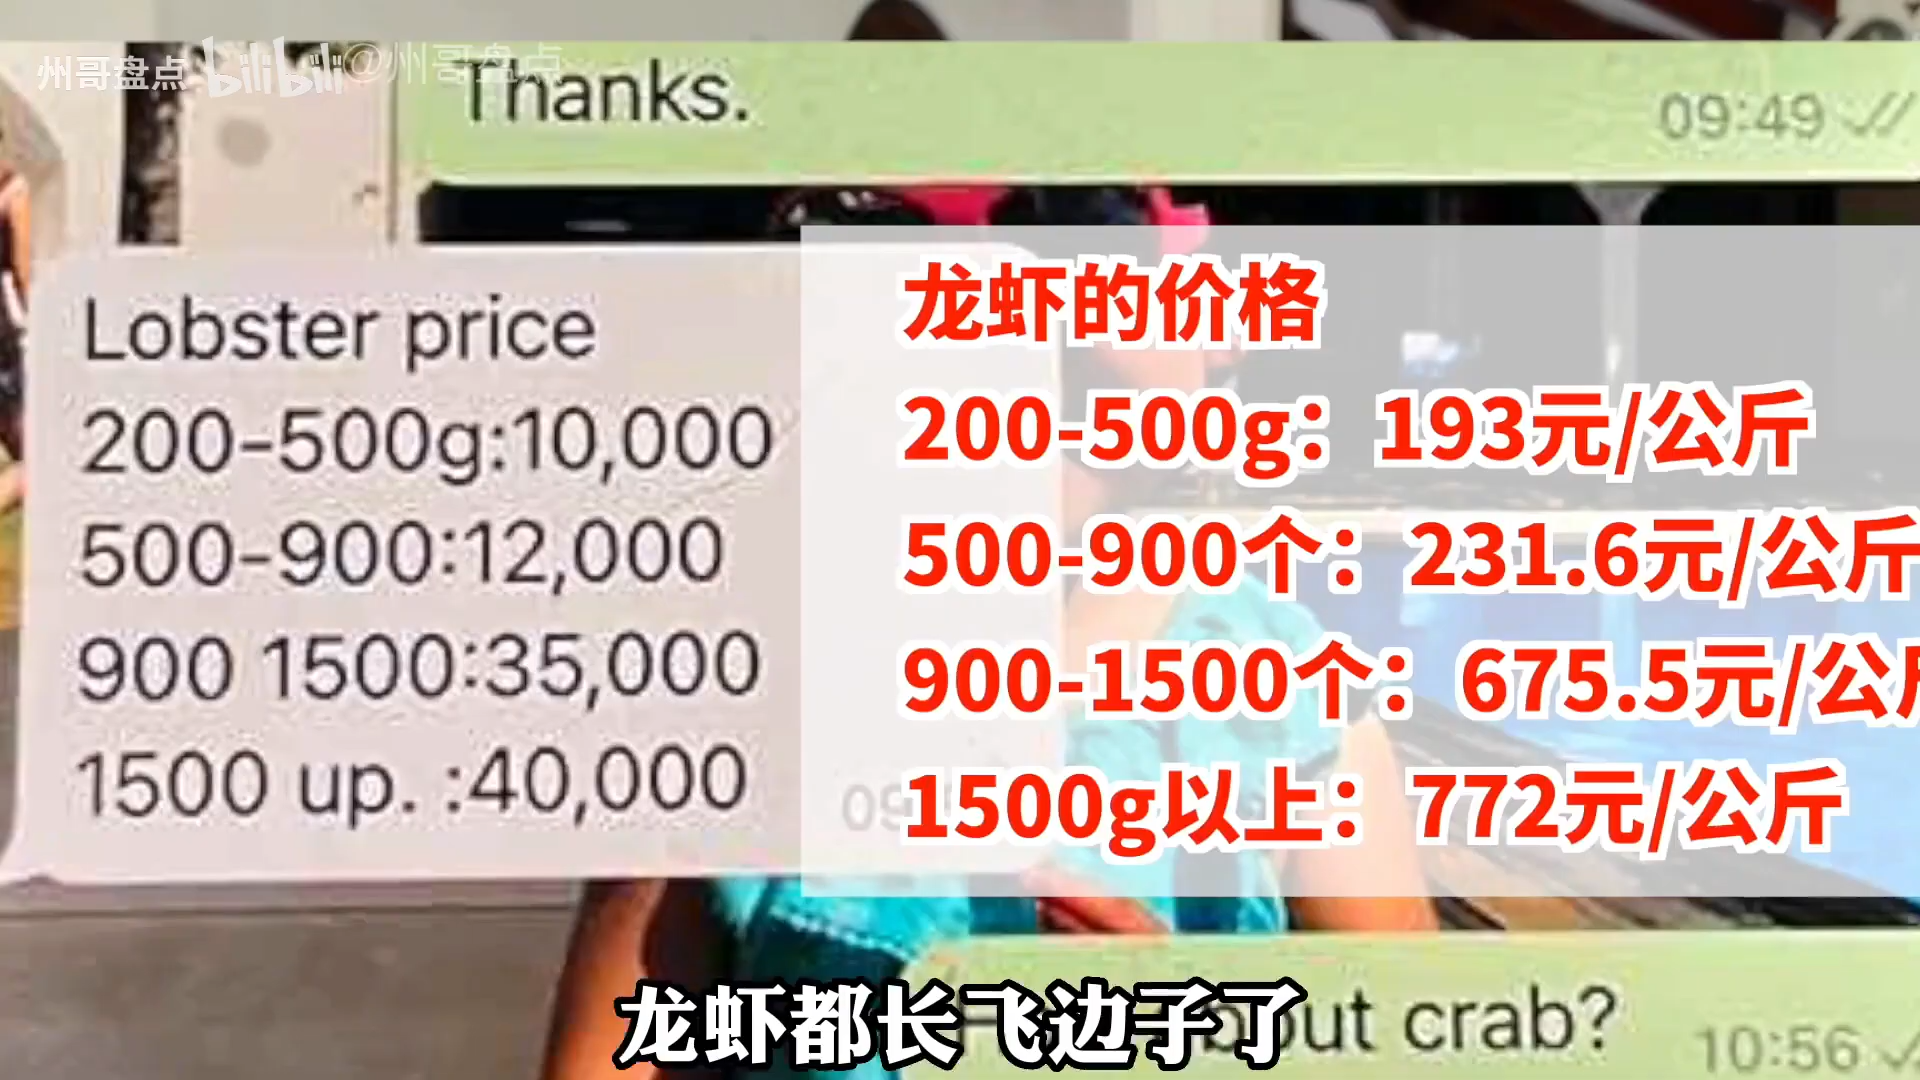 州哥盘点 bilibili @州哥盘点
Thanks.
09:49
Lobster price
200-500g:10,000
500-900:12,000
900 1500:35,000
1500 up. :40,000
龙虾的价格
200-500g：193元/公斤
500-900个：231.6元/公斤
900-1500个：675.5元/公斤
1500g以上：772元/公斤
龙虾都长飞边子了
out crab?
10:56